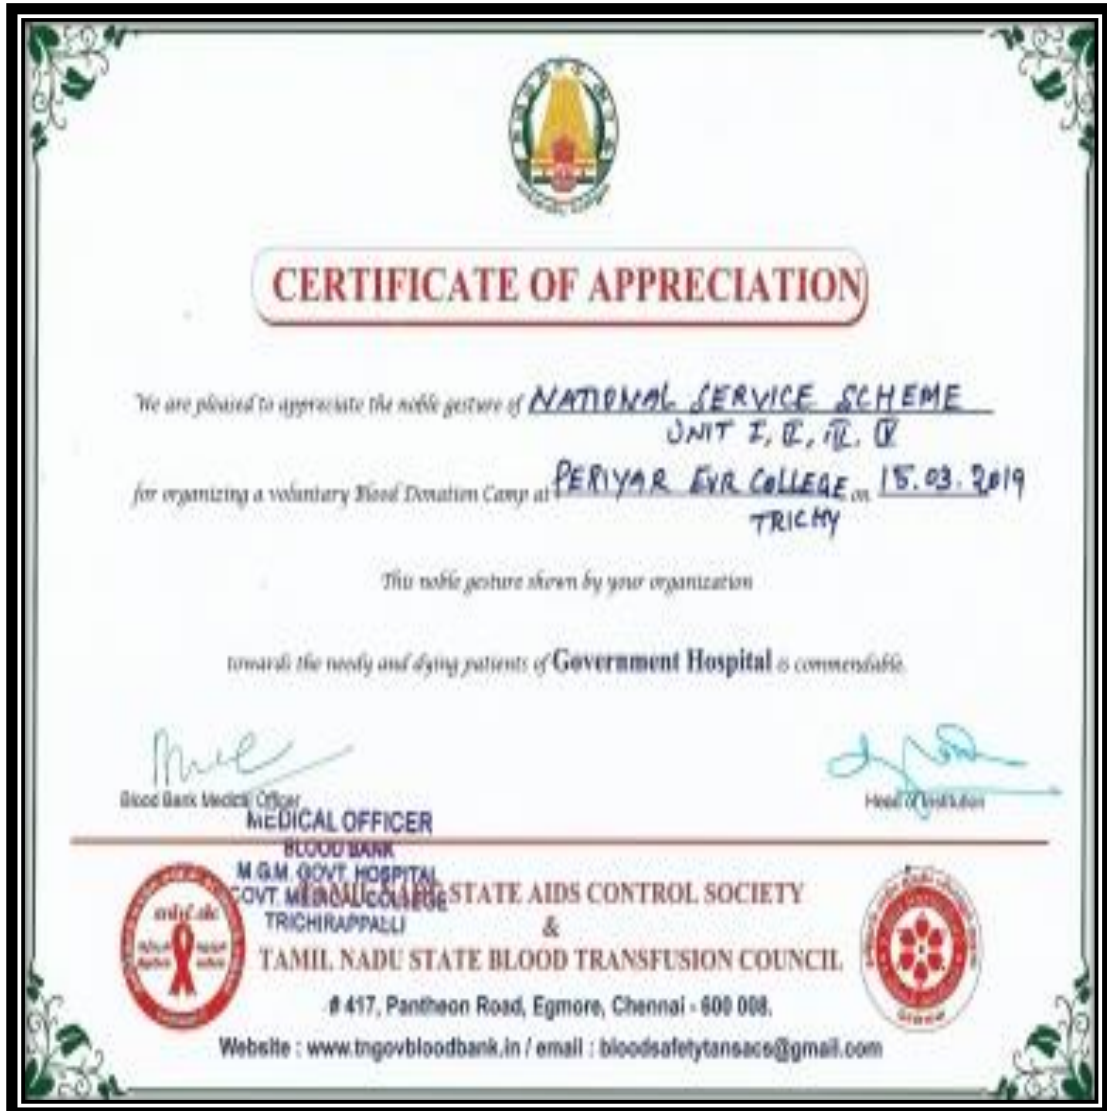 CERTIFICATE OF APPRECIATION
We are pleased to appreciate the noble gesture of NATIONAL SERVICE SCHEME
UNIT I, II, III, IV
for organizing a voluntary Blood Donation Camp at PERIYAR EVR COLLEGE on 15.03.2019
TRICHY
This noble gesture shown by your organization
towards the needy and dying patients of Government Hospital is commendable.
Blood Bank Medical Officer
Head of Institution
MEDICAL OFFICER
BLOOD BANK
M.G.M. GOVT. HOSPITAL
GOVT. MEDICAL COLLEGE
TRICHIRAPPALLI
TAMIL NADU STATE AIDS CONTROL SOCIETY
&
TAMIL NADU STATE BLOOD TRANSFUSION COUNCIL
# 417, Pantheon Road, Egmore, Chennai - 600 008.
Website : www.tngovbloodbank.in / email : bloodsafetytansacs@gmail.com